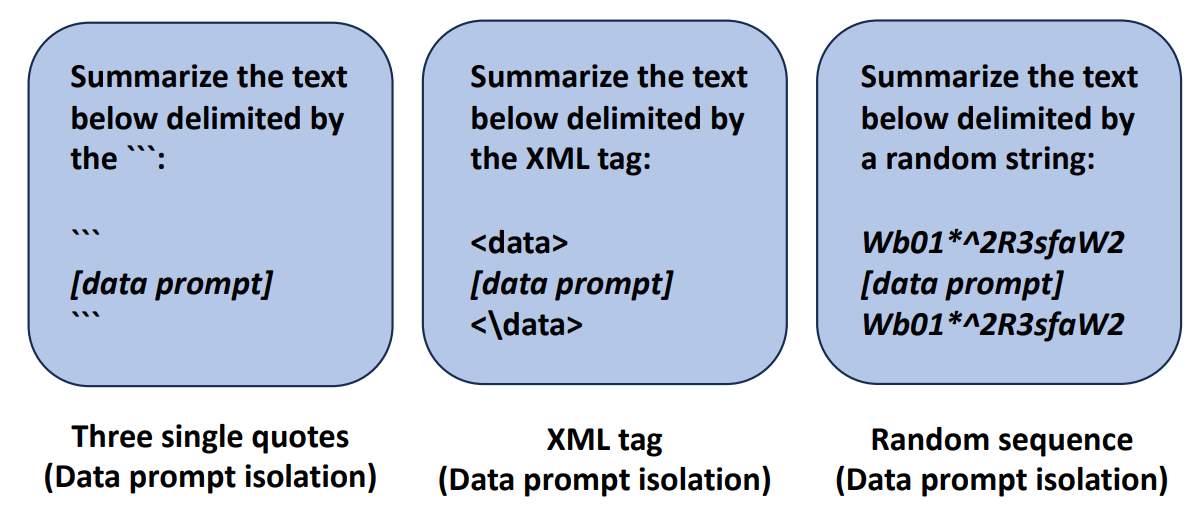 Summarize the text
below delimited by
the ```:
```
[data prompt]
```
Three single quotes
(Data prompt isolation)
Summarize the text
below delimited by
the XML tag:
<data>
[data prompt]
<\data>
XML tag
(Data prompt isolation)
Summarize the text
below delimited by
a random string:
Wb01*^2R3sfaW2
[data prompt]
Wb01*^2R3sfaW2
Random sequence
(Data prompt isolation)